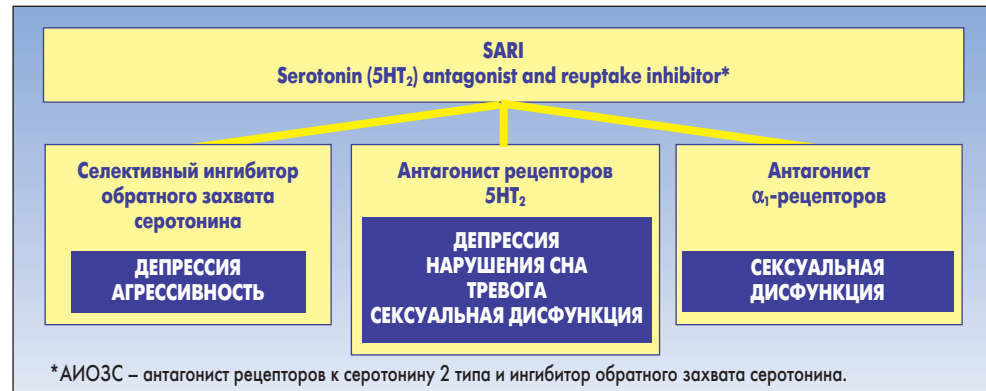 SARI
Serotonin (5HT₂) antagonist and reuptake inhibitor*
Селективный ингибитор
обратного захвата
серотонина
ДЕПРЕССИЯ
АГРЕССИВНОСТЬ
Антагонист рецепторов
5HT₂
ДЕПРЕССИЯ
НАРУШЕНИЯ СНА
ТРЕВОГА
СЕКСУАЛЬНАЯ ДИСФУНКЦИЯ
Антагонист
α₁-рецепторов
СЕКСУАЛЬНАЯ
ДИСФУНКЦИЯ
*АИОЗС – антагонист рецепторов к серотонину 2 типа и ингибитор обратного захвата серотонина.